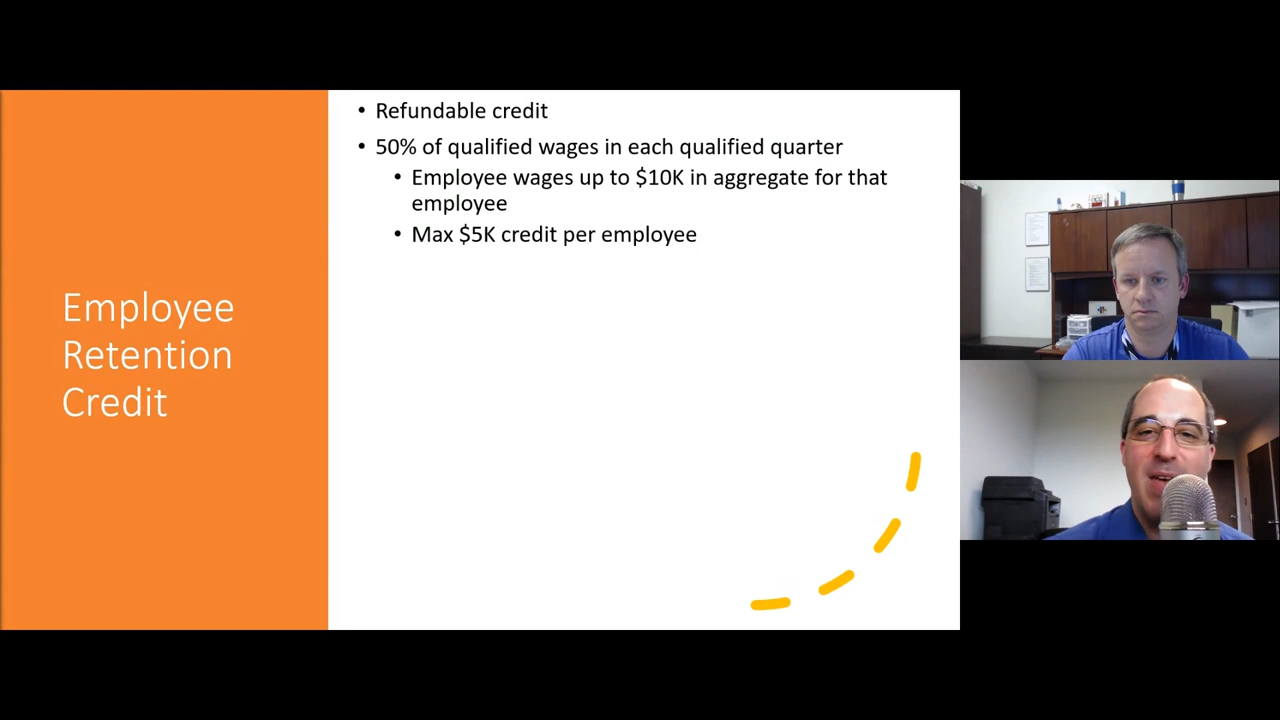 Employee
Retention
Credit
• Refundable credit
• 50% of qualified wages in each qualified quarter
• Employee wages up to $10K in aggregate for that
employee
• Max $5K credit per employee